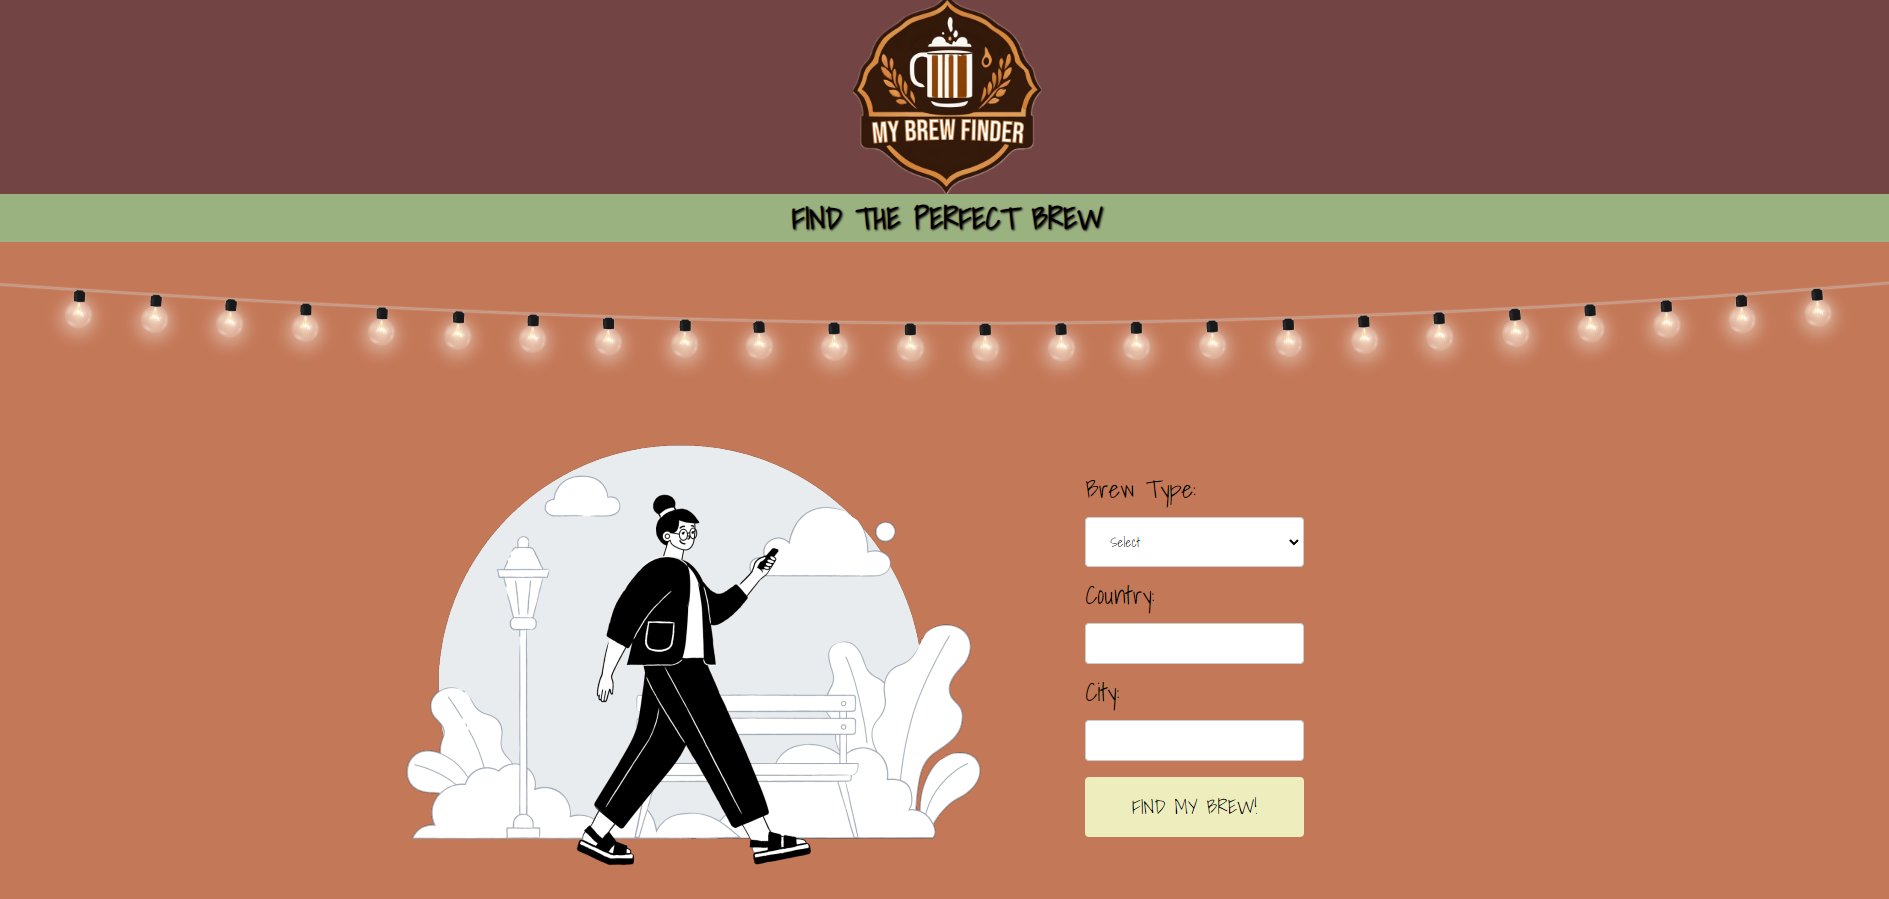 MY BREW FINDER
FIND THE PERFECT BREW
Brew Type:
Select
Country:
City:
FIND MY BREW!